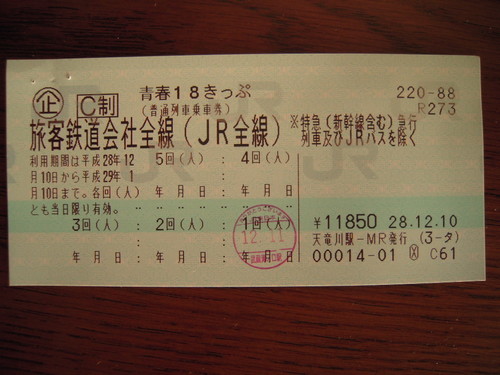 企 C制 青春18きっぷ 220-88
(普通列車乗車券) R273
旅客鉄道会社全線(JR全線) ※特急(新幹線含む)急行
列車及びJRバスを除く
利用期間は平成28年12 5回(人): 4回(人)
月10日から平成29年 1
月10日まで。各回(人) 年 月 日: 年 月 日
とも当日限り有効。
3回(人): 2回(人): 1回(人)
12.11
年 月 日: 年 月 日: 年 月 日
¥11850 28.12.10
天竜川駅-MR発行 (3-タ)
00014-01 X C61